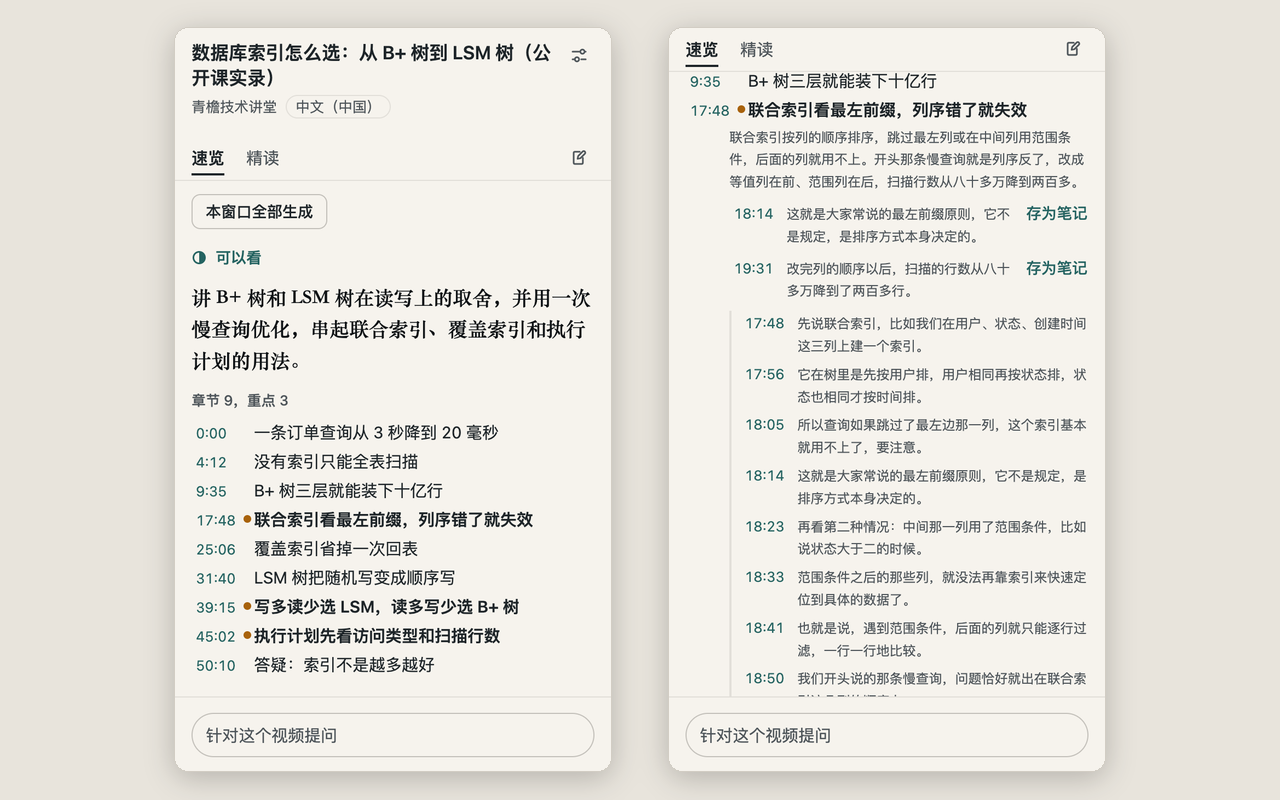 数据库索引怎么选：从 B+ 树到 LSM 树（公
开课实录）
青檐技术讲堂 中文（中国）
速览 精读
本窗口全部生成
可以看
讲 B+ 树和 LSM 树在读写上的取舍，并用一次
慢查询优化，串起联合索引、覆盖索引和执行
计划的用法。
章节 9，重点 3
0:00 一条订单查询从 3 秒降到 20 毫秒
4:12 没有索引只能全表扫描
9:35 B+ 树三层就能装下十亿行
17:48 联合索引看最左前缀，列序错了就失效
25:06 覆盖索引省掉一次回表
31:40 LSM 树把随机写变成顺序写
39:15 写多读少选 LSM，读多写少选 B+ 树
45:02 执行计划先看访问类型和扫描行数
50:10 答疑：索引不是越多越好
针对这个视频提问
速览 精读
9:35 B+ 树三层就能装下十亿行
17:48 联合索引看最左前缀，列序错了就失效
联合索引按列的顺序排序，跳过最左列或在中间列用范围条
件，后面的列就用不上。开头那条慢查询就是列序反了，改成
等值列在前、范围列在后，扫描行数从八十多万降到两百多。
18:14 这就是大家常说的最左前缀原则，它不 存为笔记
是规定，是排序方式本身决定的。
19:31 改完列的顺序以后，扫描的行数从八十 存为笔记
多万降到了两百多行。
17:48 先说联合索引，比如我们在用户、状态、创建时间
这三列上建一个索引。
17:56 它在树里是先按用户排，用户相同再按状态排，状
态也相同才按时间排。
18:05 所以查询如果跳过了最左边那一列，这个索引基本
就用不上了，要注意。
18:14 这就是大家常说的最左前缀原则，它不是规定，是
排序方式本身决定的。
18:23 再看第二种情况：中间那一列用了范围条件，比如
说状态大于二的时候。
18:33 范围条件之后的那些列，就没法再靠索引来快速定
位到具体的数据了。
18:41 也就是说，遇到范围条件，后面的列就只能逐行过
滤，一行一行地比较。
18:50 我们开头说的那条慢查询，问题恰好就出在联合索
针对这个视频提问